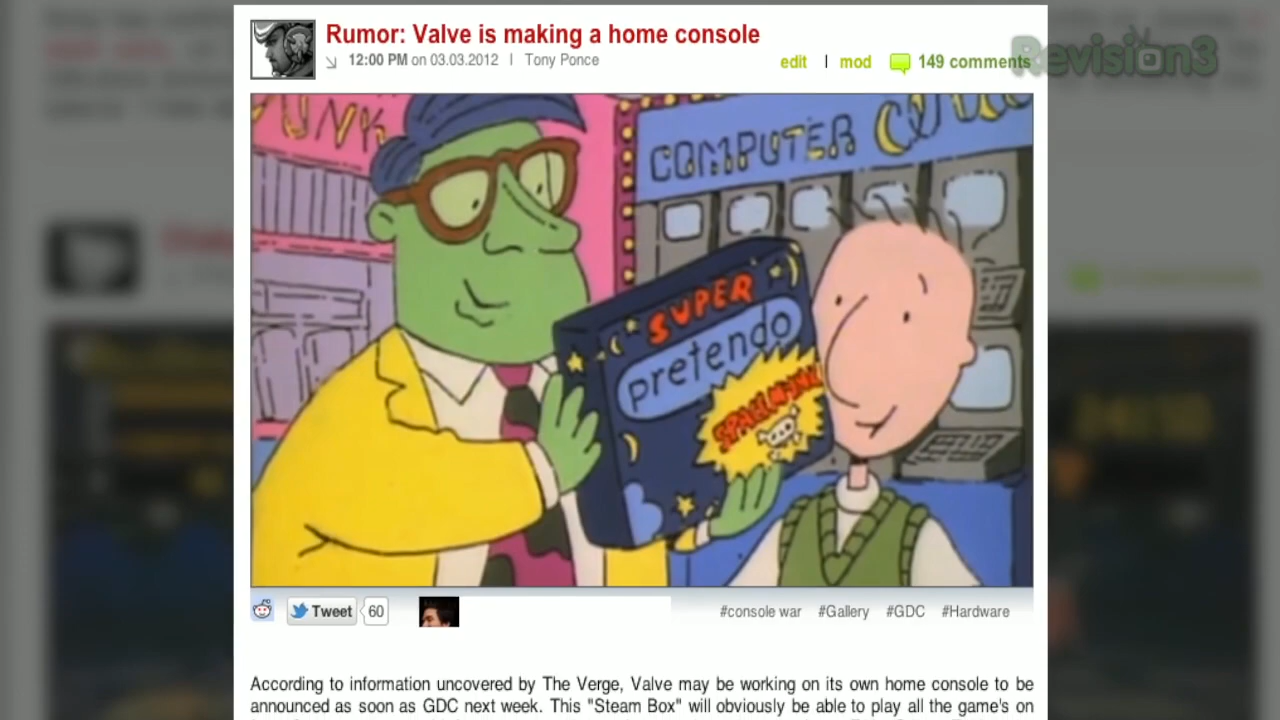 Rumor: Valve is making a home console
12:00 PM on 03.03.2012 | Tony Ponce
edit | mod 149 comments
Revision3
COMPUTER
SUPER
pretendo
Tweet 60
#console war #Gallery #GDC #Hardware
According to information uncovered by The Verge, Valve may be working on its own home console to be
announced as soon as GDC next week. This "Steam Box" will obviously be able to play all the game's on